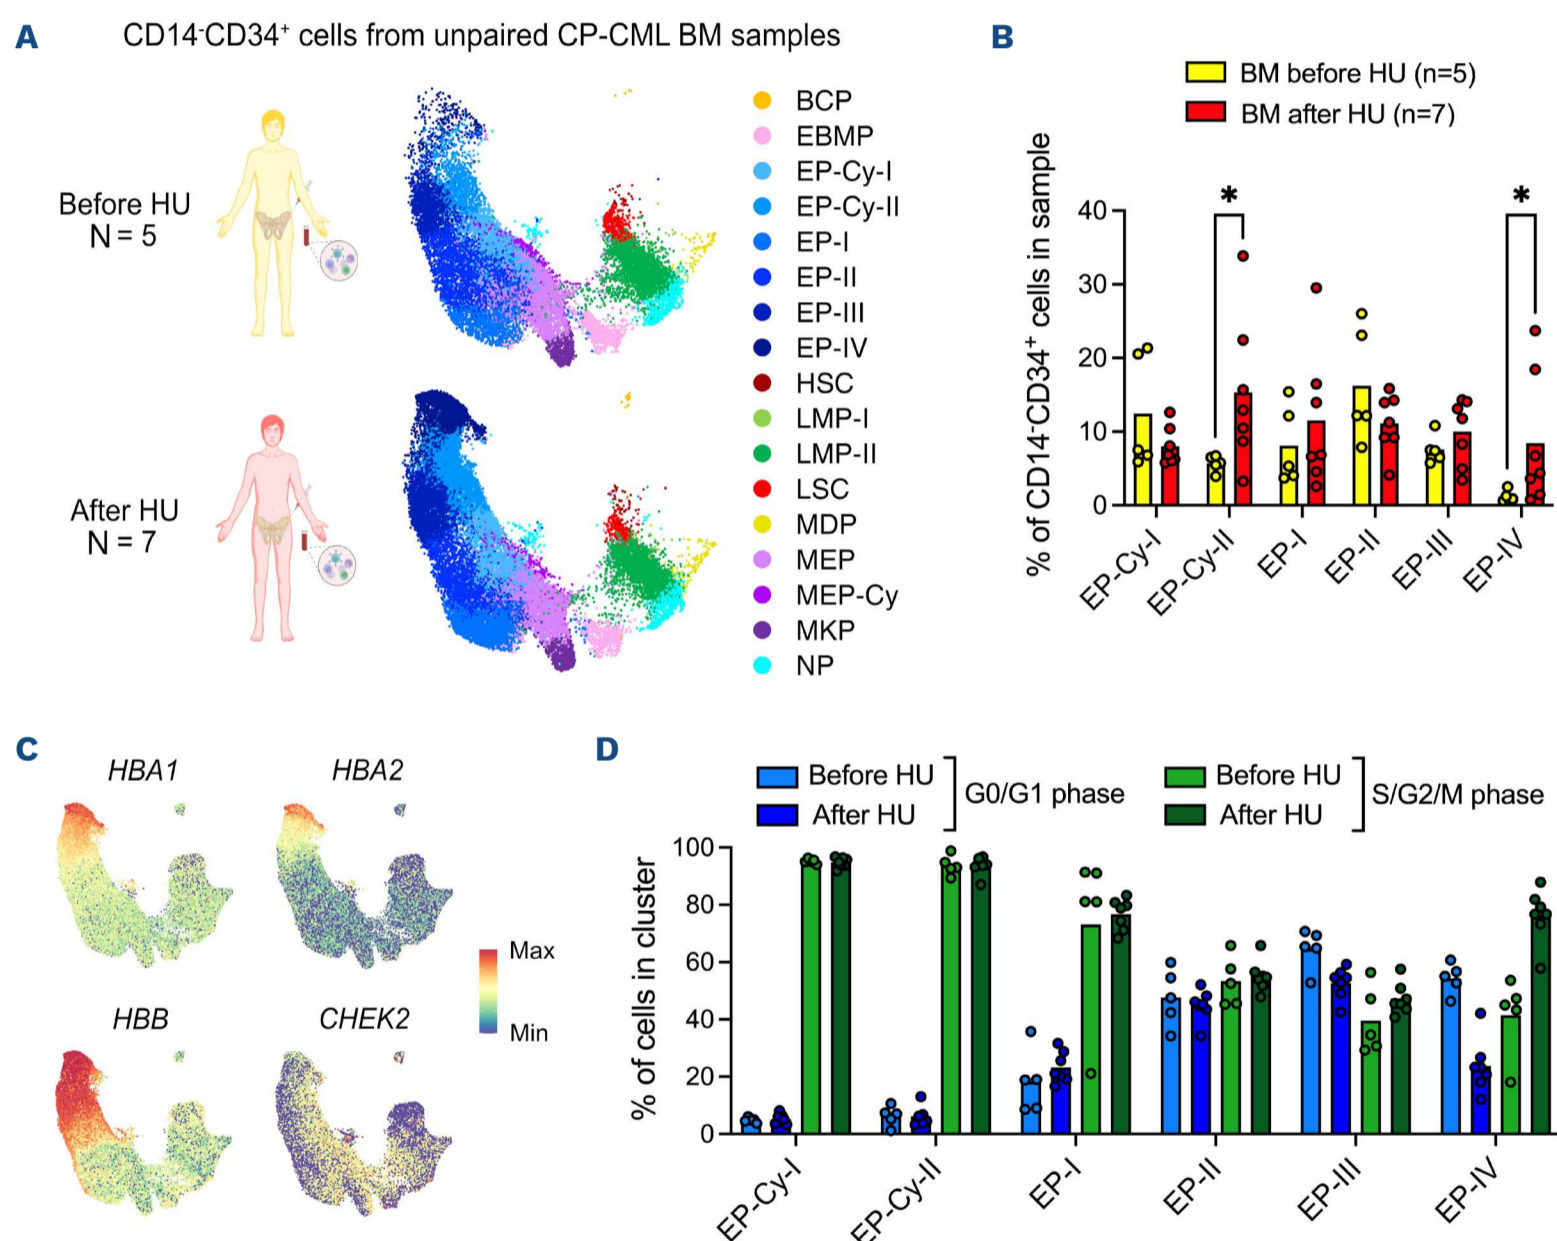 A
CD14-CD34+ cells from unpaired CP-CML BM samples
Before HU
N = 5
After HU
N = 7
BCP
EBMP
EP-Cy-I
EP-Cy-II
EP-I
EP-II
EP-III
EP-IV
HSC
LMP-I
LMP-II
LSC
MDP
MEP
MEP-Cy
MKP
NP
B
BM before HU (n=5)
BM after HU (n=7)
% of CD14-CD34+ cells in sample
40
30
20
10
0
*
*
EP-Cy-I
EP-Cy-II
EP-I
EP-II
EP-III
EP-IV
C
HBA1
HBA2
HBB
CHEK2
Max
Min
D
Before HU
After HU
G0/G1 phase
Before HU
After HU
S/G2/M phase
% of cells in cluster
100
80
60
40
20
0
EP-Cy-I
EP-Cy-II
EP-I
EP-II
EP-III
EP-IV